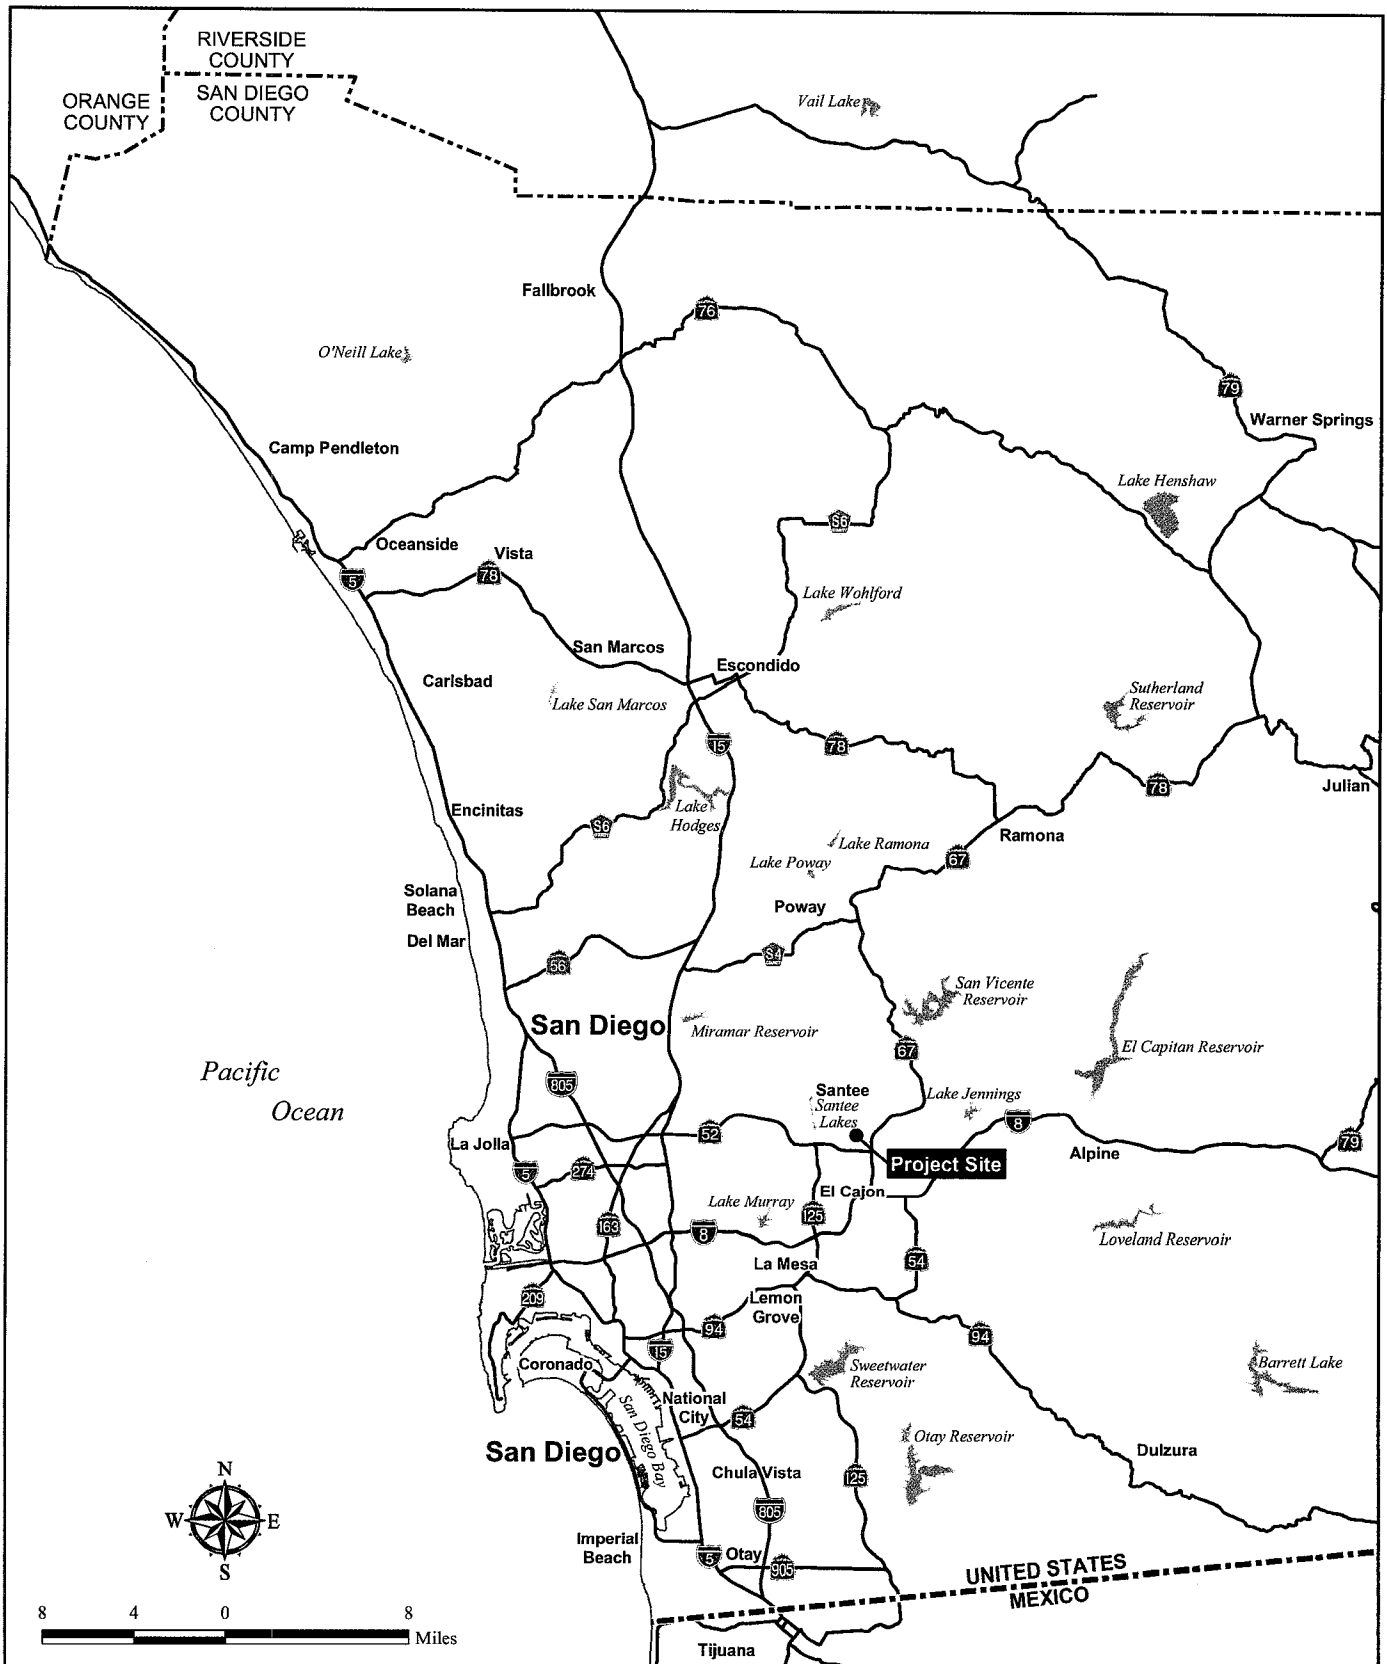 RIVERSIDE
COUNTY
ORANGE
COUNTY
SAN DIEGO
COUNTY
Vail Lake
Fallbrook
76
O'Neill Lake
79
Warner Springs
Camp Pendleton
Lake Henshaw
S6
Oceanside
Vista
5
78
Lake Wohlford
San Marcos
Escondido
Carlsbad
Lake San Marcos
Sutherland
Reservoir
15
78
78
Julian
Encinitas
Lake
Hodges
S6
Ramona
Lake Ramona
67
Lake Poway
Solana
Beach
Poway
Del Mar
56
S4
San Vicente
Reservoir
San Diego
Miramar Reservoir
El Capitan Reservoir
67
Pacific
Ocean
805
Santee
Santee
Lakes
Lake Jennings
8
52
La Jolla
79
Alpine
Project Site
5
274
El Cajon
Lake Murray
125
163
8
Loveland Reservoir
La Mesa
54
209
Lemon
Grove
94
94
15
Coronado
Sweetwater
Reservoir
Barrett Lake
National
City
San Diego Bay
54
San Diego
Otay Reservoir
Dulzura
Chula Vista
125
805
N
W
E
S
Imperial
Beach
5
Otay
905
UNITED STATES
MEXICO
8 4 0 8
Miles
Tijuana